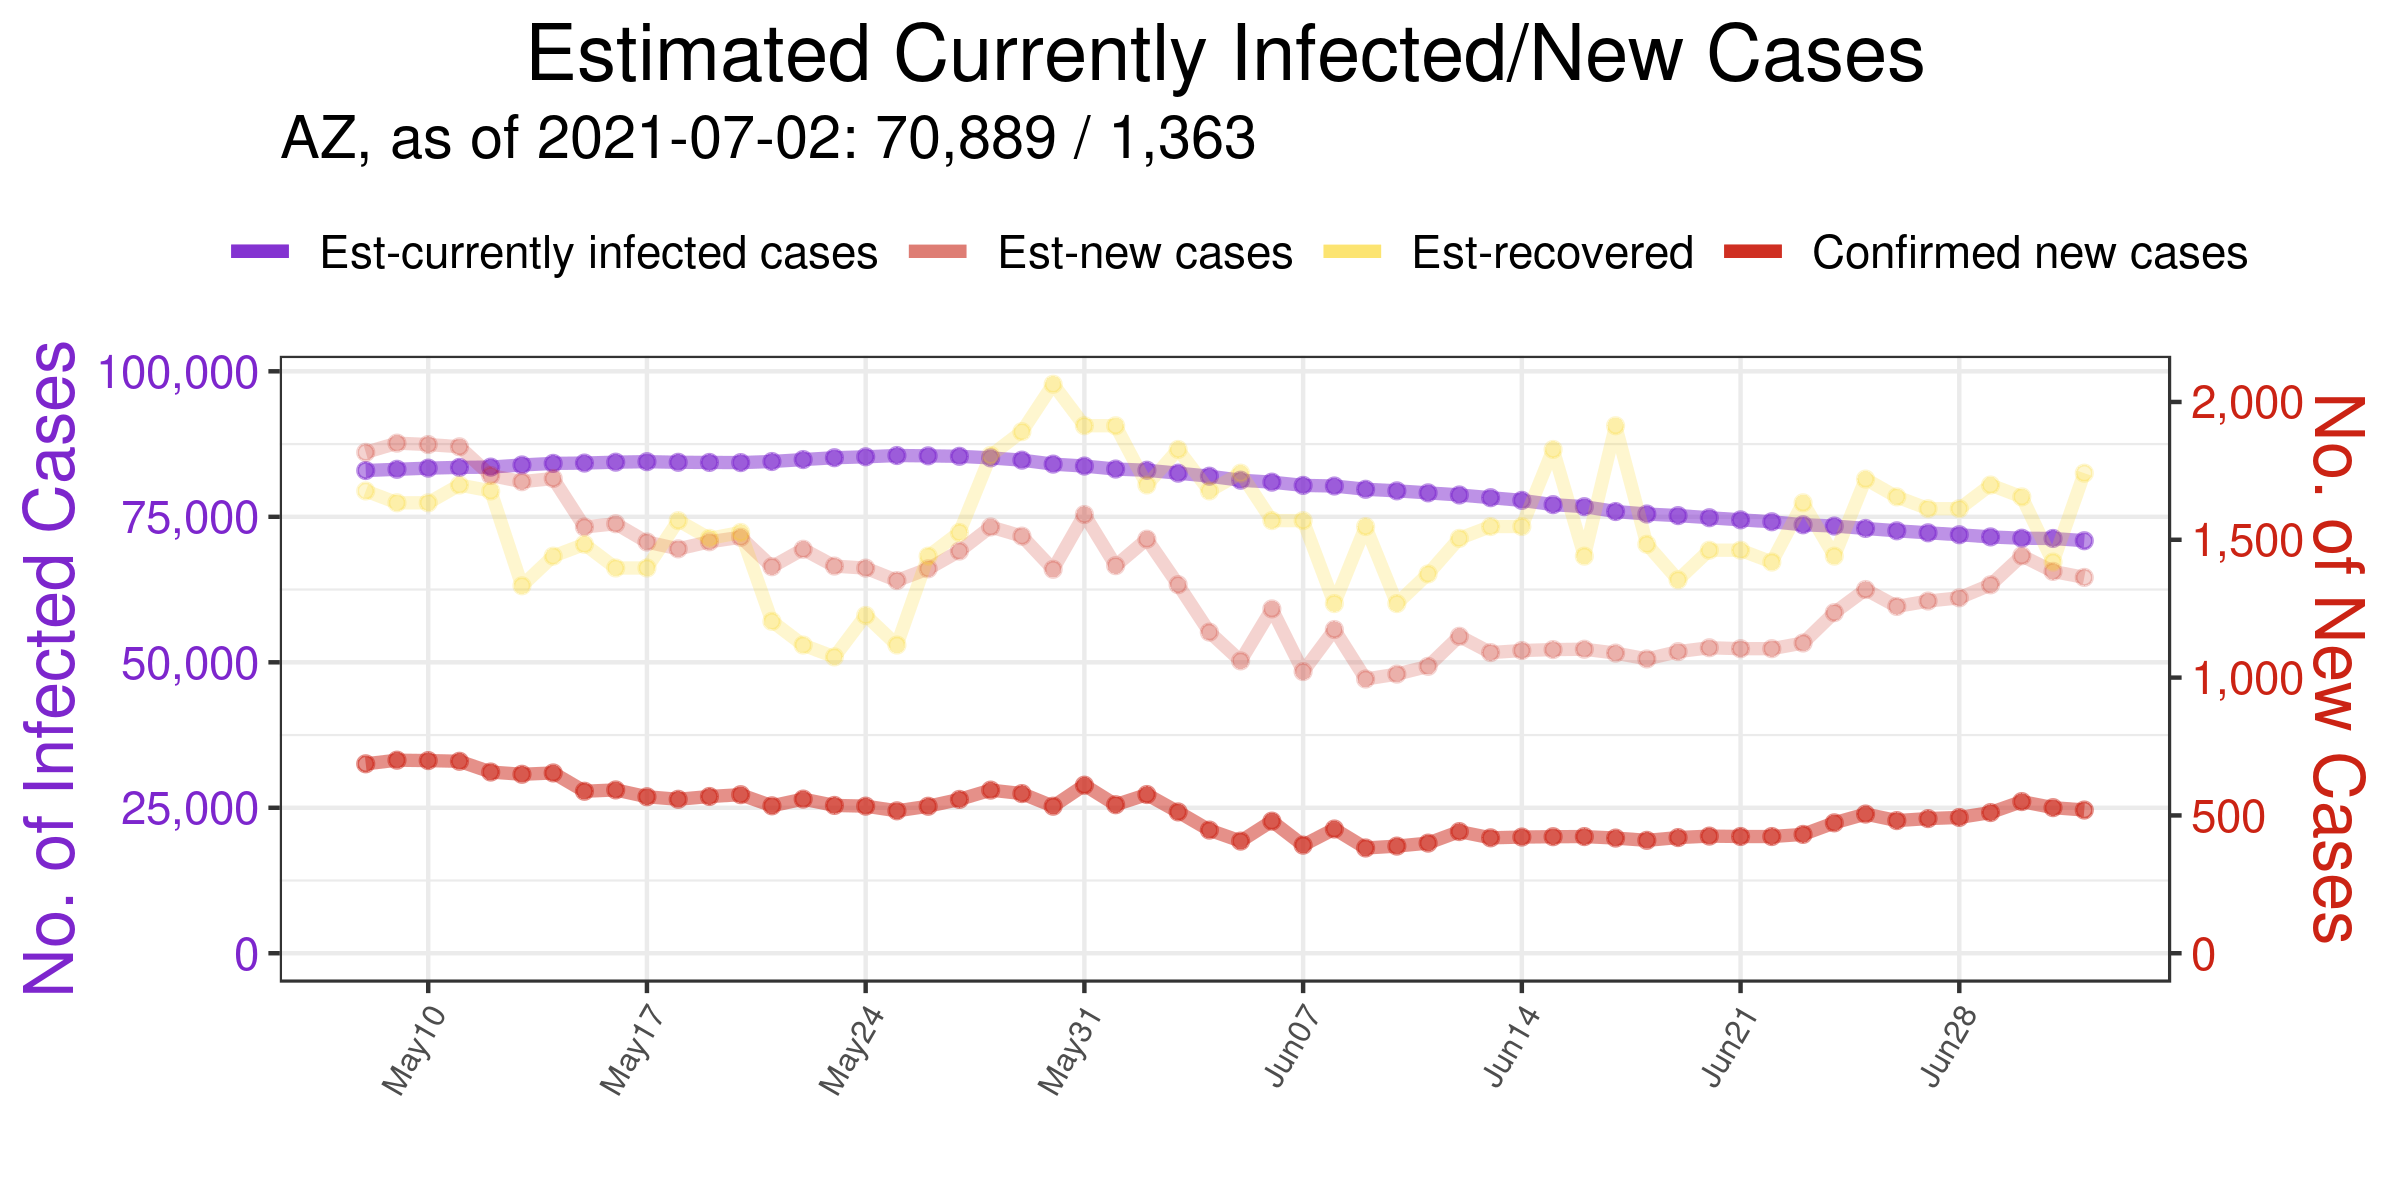 Estimated Currently Infected/New Cases
AZ, as of 2021-07-02: 70,889 / 1,363
Est-currently infected cases
Est-new cases
Est-recovered
Confirmed new cases
No. of Infected Cases
100,000
75,000
50,000
25,000
0
2,000
1,500
1,000
500
0
No. of New Cases
May10
May17
May24
May31
Jun07
Jun14
Jun21
Jun28